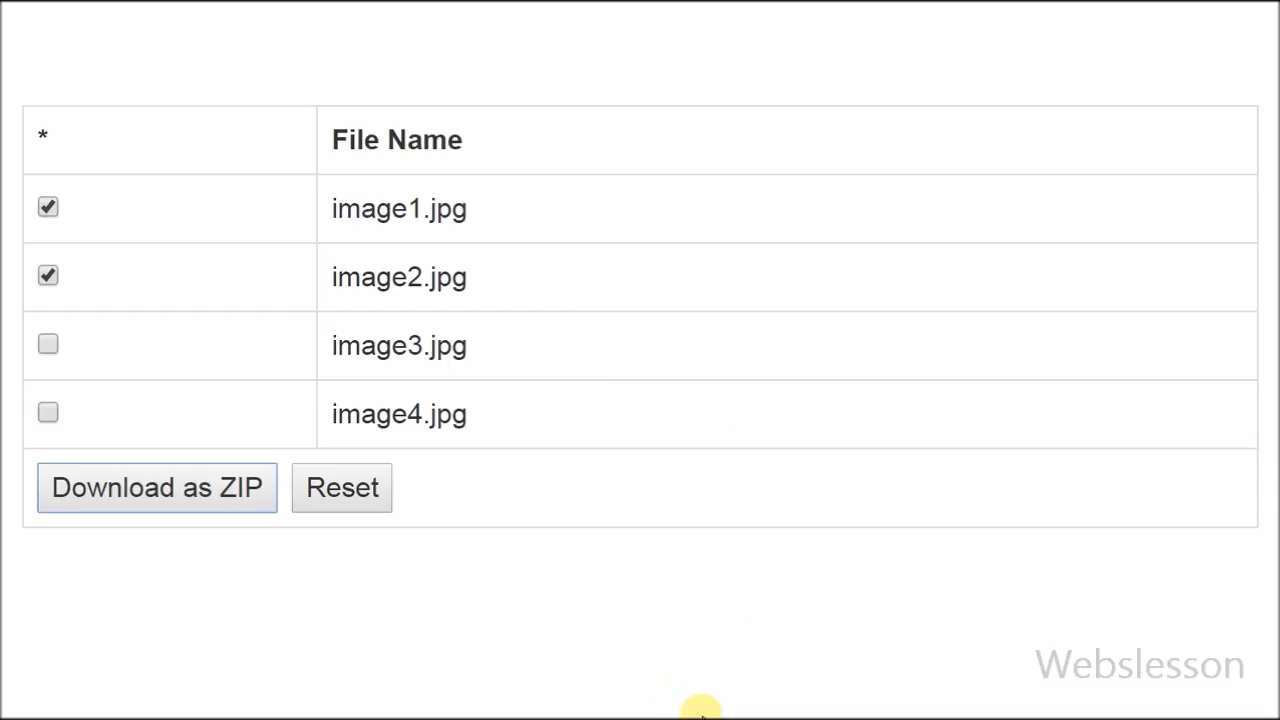 * File Name
image1.jpg
image2.jpg
image3.jpg
image4.jpg
Download as ZIP Reset
Webslesson